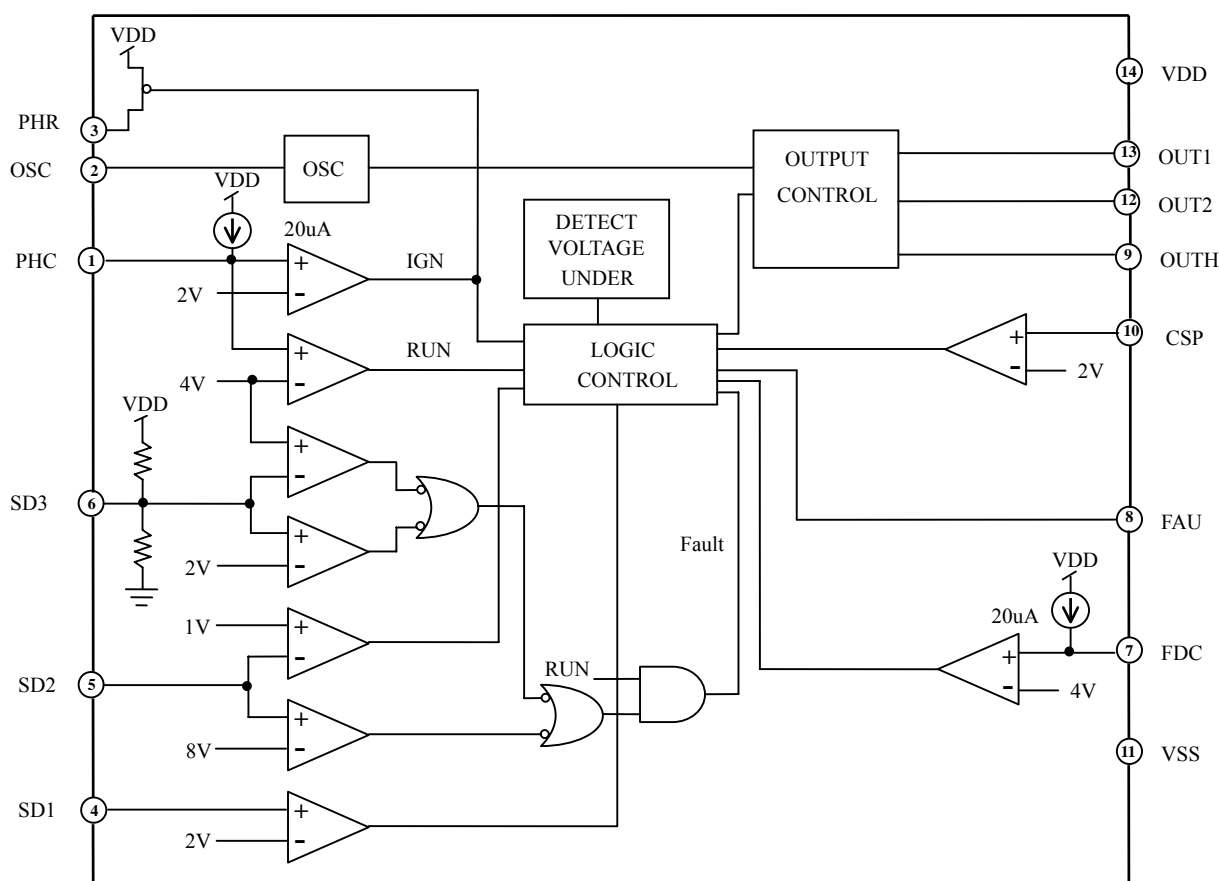 VDD
14 VDD
PHR 3
OSC 2
OSC
OUTPUT
CONTROL
13 OUT1
12 OUT2
9 OUTH
VDD
20uA
DETECT
VOLTAGE
UNDER
PHC 1
+
-
2V
IGN
10 CSP
+
-
2V
LOGIC
CONTROL
+
-
4V
RUN
VDD
+
-
SD3 6
8 FAU
+
-
2V
Fault
VDD
20uA
1V
+
-
7 FDC
+
-
4V
SD2 5
RUN
+
-
8V
11 VSS
SD1 4
+
-
2V